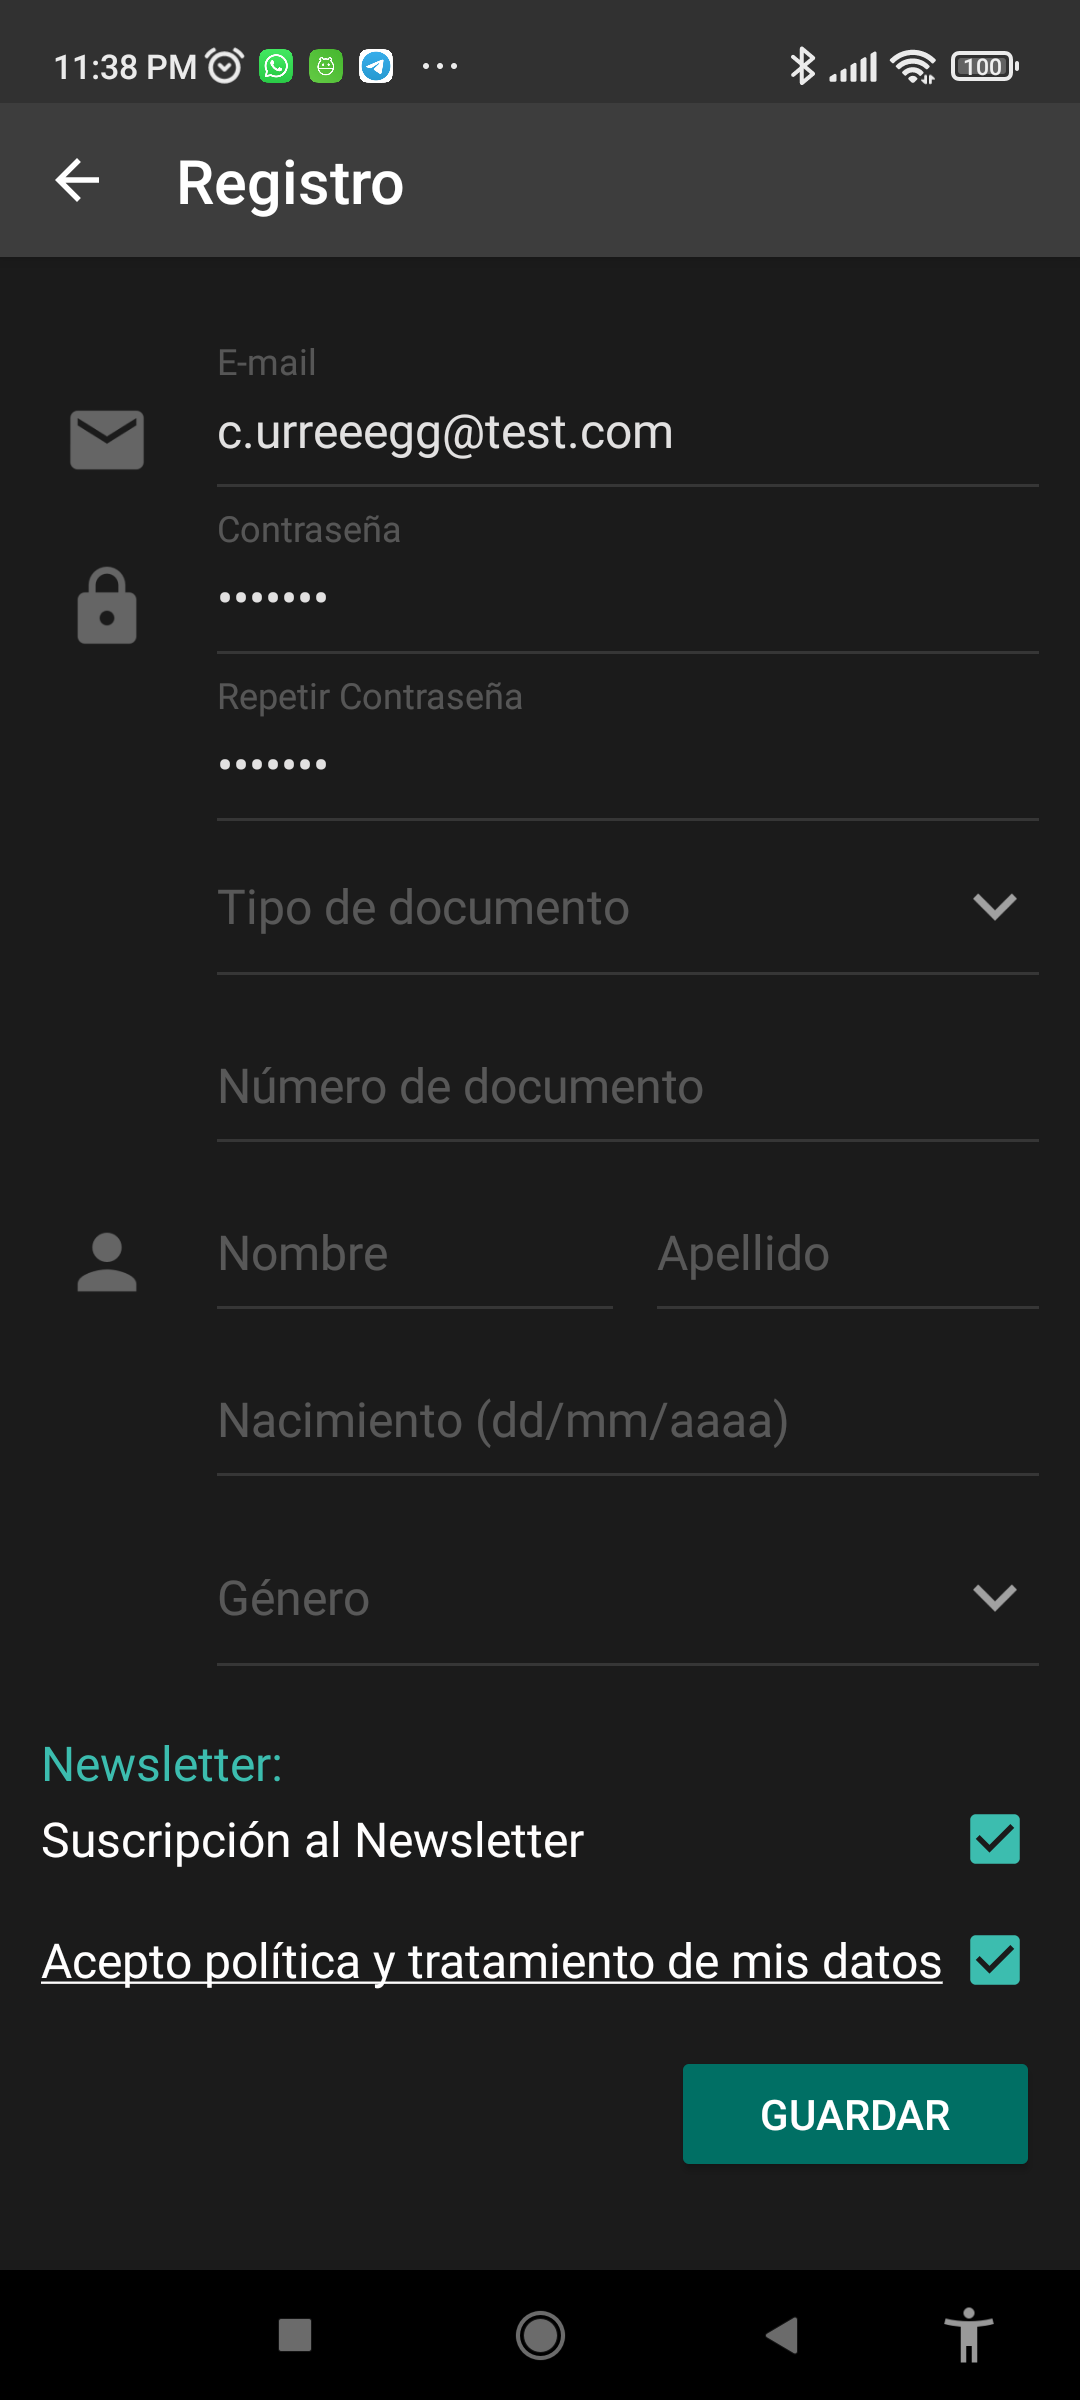 11:38 PM
100
Registro
E-mail
c.urreeegg@test.com
Contraseña
•••••••
Repetir Contraseña
•••••••
Tipo de documento
Número de documento
Nombre Apellido
Nacimiento (dd/mm/aaaa)
Género
Newsletter:
Suscripción al Newsletter
Acepto política y tratamiento de mis datos
GUARDAR